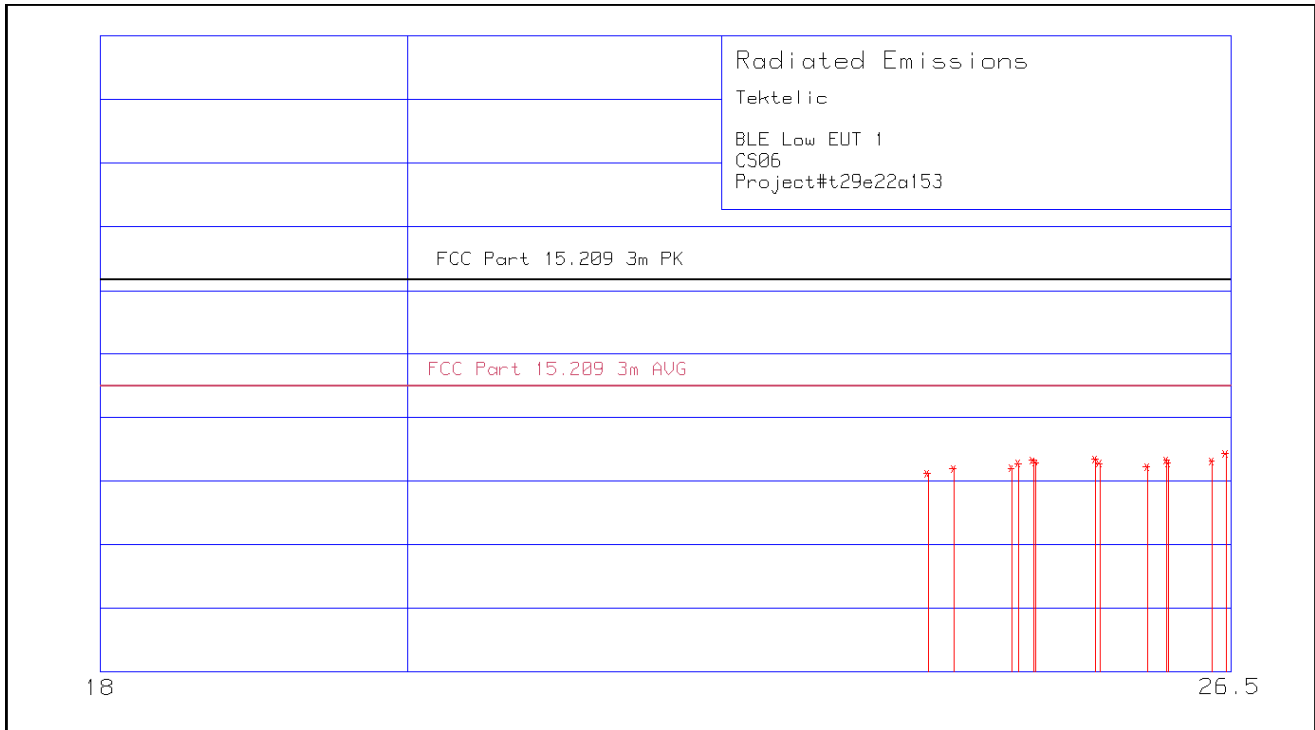 Radiated Emissions
Tektelic
BLE Low EUT 1
CS06
Project#t29e22a153
FCC Part 15.209 3m PK
FCC Part 15.209 3m AVG
18
26.5